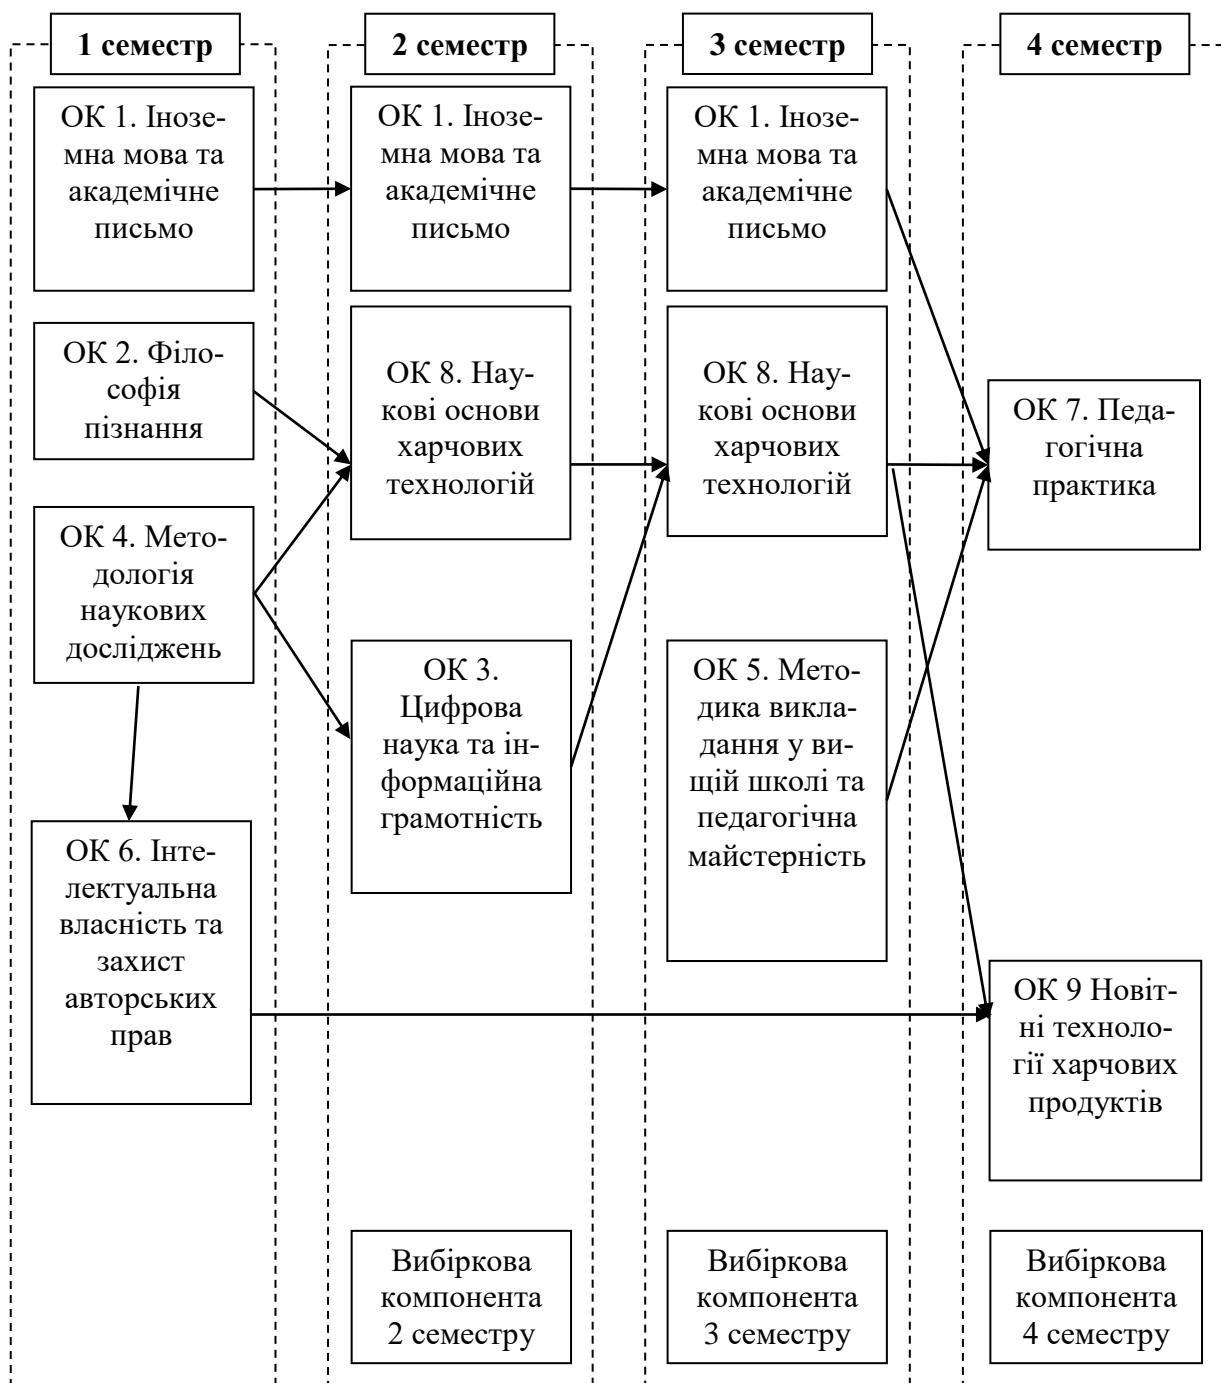 1 семестр
ОК 1. Інозе-
мна мова та
академічне
письмо
ОК 2. Філо-
софія
пізнання
ОК 4. Мето-
дологія
наукових
досліджень
ОК 6. Інте-
лектуальна
власність та
захист
авторських
прав
2 семестр
ОК 1. Інозе-
мна мова та
академічне
письмо
ОК 8. Нау-
кові основи
харчових
технологій
ОК 3.
Цифрова
наука та ін-
формаційна
грамотність
Вибіркова
компонента
2 семестру
3 семестр
ОК 1. Інозе-
мна мова та
академічне
письмо
ОК 8. Нау-
кові основи
харчових
технологій
ОК 5. Мето-
дика викла-
дання у ви-
щій школі та
педагогічна
майстерність
Вибіркова
компонента
3 семестру
4 семестр
ОК 7. Педа-
гогічна
практика
ОК 9 Новіт-
ні техноло-
гії харчових
продуктів
Вибіркова
компонента
4 семестру